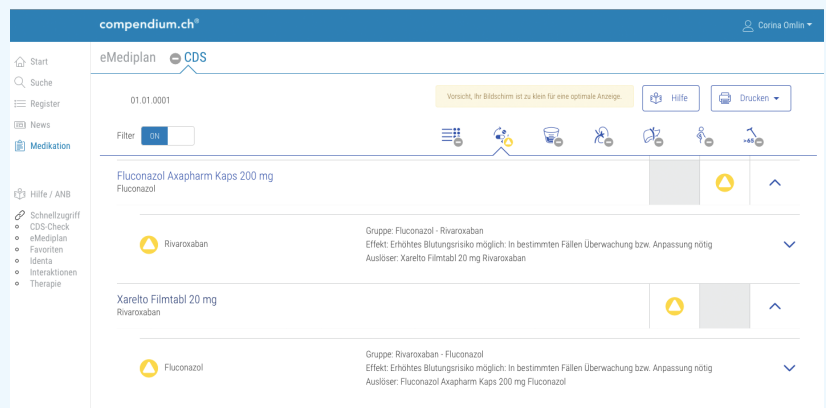 compendium.ch®
Corina Omlin
Start
Suche
Register
News
Medikation
Hilfe / ANB
Schnellzugriff
CDS-Check
eMediplan
Favoriten
Identa
Interaktionen
Therapie
eMediplan CDS
01.01.0001
Vorsicht, Ihr Bildschirm ist zu klein für eine optimale Anzeige.
Hilfe
Drucken
Filter ON
>65
Fluconazol Axapharm Kaps 200 mg
Fluconazol
Rivaroxaban
Gruppe: Fluconazol - Rivaroxaban
Effekt: Erhöhtes Blutungsrisiko möglich: In bestimmten Fällen Überwachung bzw. Anpassung nötig
Auslöser: Xarelto Filmtabl 20 mg Rivaroxaban
Xarelto Filmtabl 20 mg
Rivaroxaban
Fluconazol
Gruppe: Rivaroxaban - Fluconazol
Effekt: Erhöhtes Blutungsrisiko möglich: In bestimmten Fällen Überwachung bzw. Anpassung nötig
Auslöser: Fluconazol Axapharm Kaps 200 mg Fluconazol